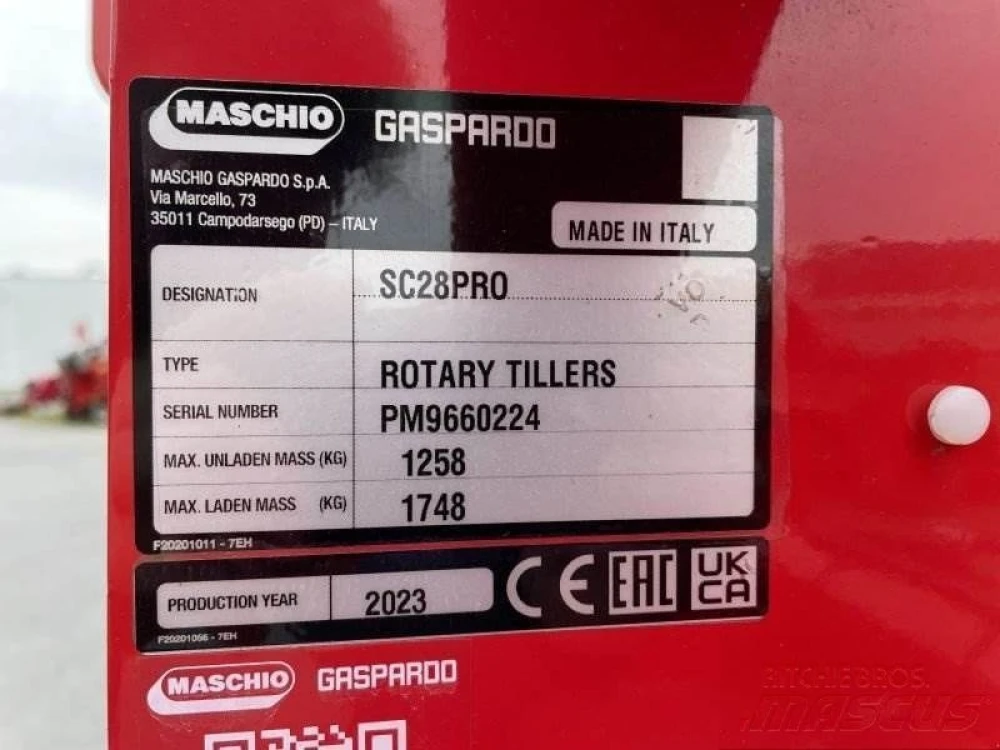 MASCHIO GASPARDO
MASCHIO GASPARDO S.p.A.
Via Marcello, 73
35011 Campodarsego (PD) – ITALY
MADE IN ITALY
DESIGNATION SC28PRO
TYPE ROTARY TILLERS
SERIAL NUMBER PM9660224
MAX. UNLADEN MASS (KG) 1258
MAX. LADEN MASS (KG) 1748
F20201011 - 7EH
PRODUCTION YEAR 2023 CE EAC UK CA
F20201056 - 7EH
MASCHIO GASPARDO
RITCHIE BROS.
MASCUS